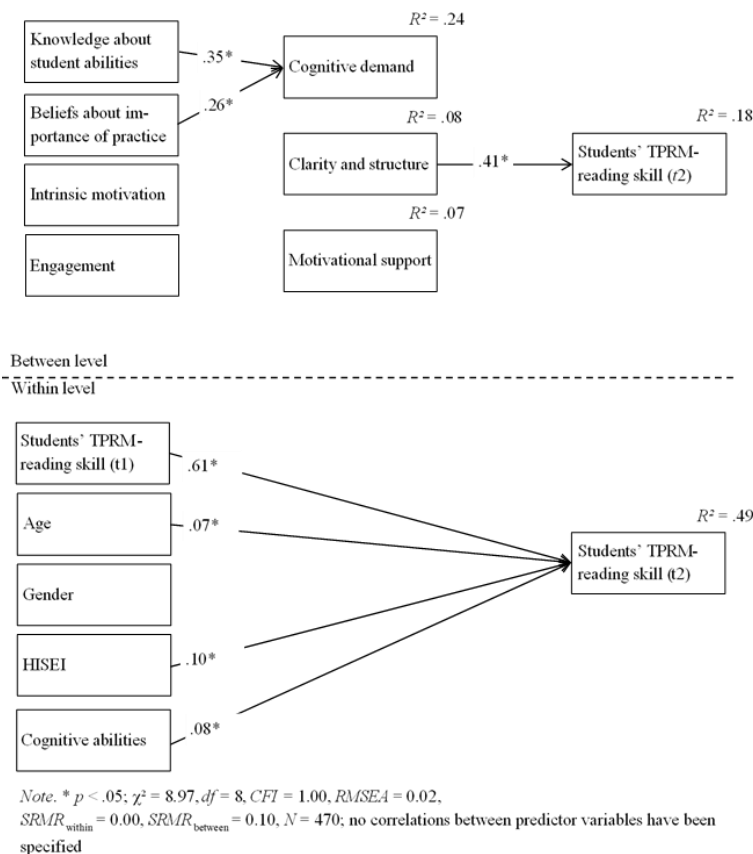 R² = .24
Knowledge about
student abilities
.35*
Cognitive demand
Beliefs about im-
portance of practice
.26*
R² = .08
R² = .18
Clarity and structure
.41*
Students’ TPRM-
reading skill (t2)
Intrinsic motivation
R² = .07
Engagement
Motivational support
Between level
Within level
Students’ TPRM-
reading skill (t1)
.61*
Age
.07*
R² = .49
Students’ TPRM-
reading skill (t2)
Gender
HISEI
.10*
Cognitive abilities
.08*
Note. * p < .05; χ² = 8.97, df = 8, CFI = 1.00, RMSEA = 0.02,
SRMR within = 0.00, SRMR between = 0.10, N = 470; no correlations between predictor variables have been
specified